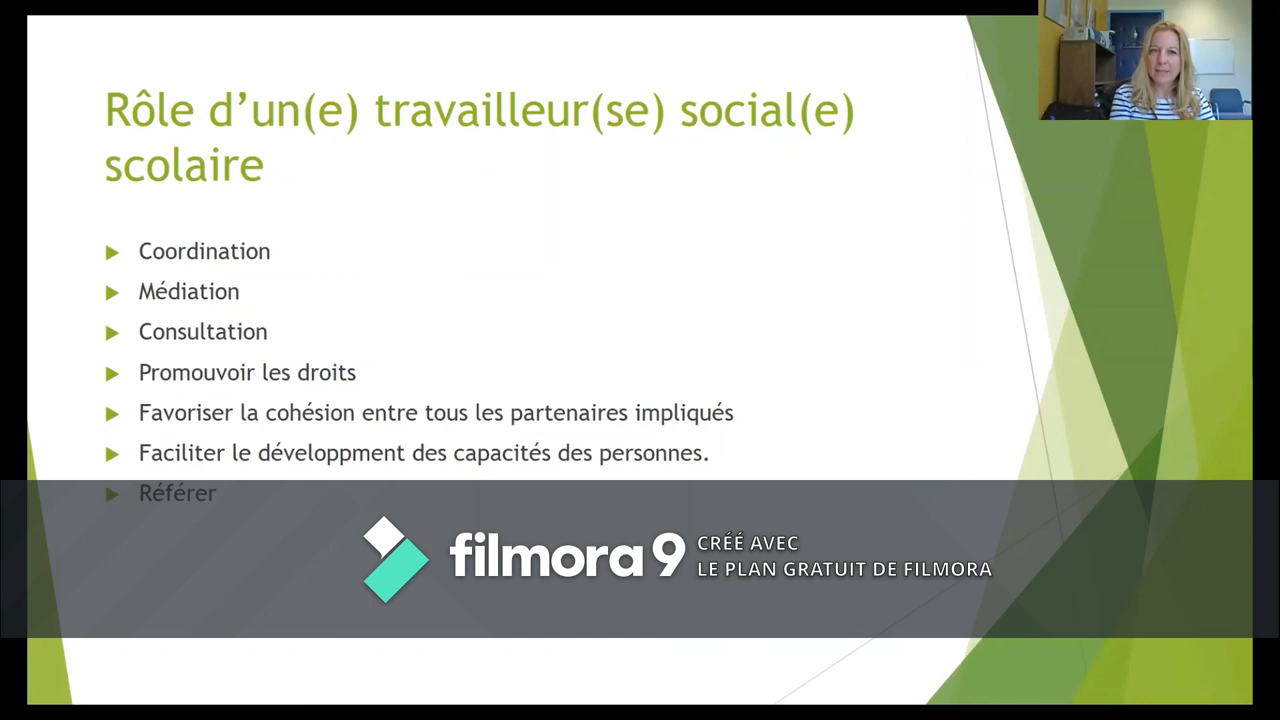 Rôle d’un(e) travailleur(se) social(e)
scolaire
Coordination
Médiation
Consultation
Promouvoir les droits
Favoriser la cohésion entre tous les partenaires impliqués
Faciliter le développment des capacités des personnes.
Référer
filmora9
CRÉÉ AVEC
LE PLAN GRATUIT DE FILMORA